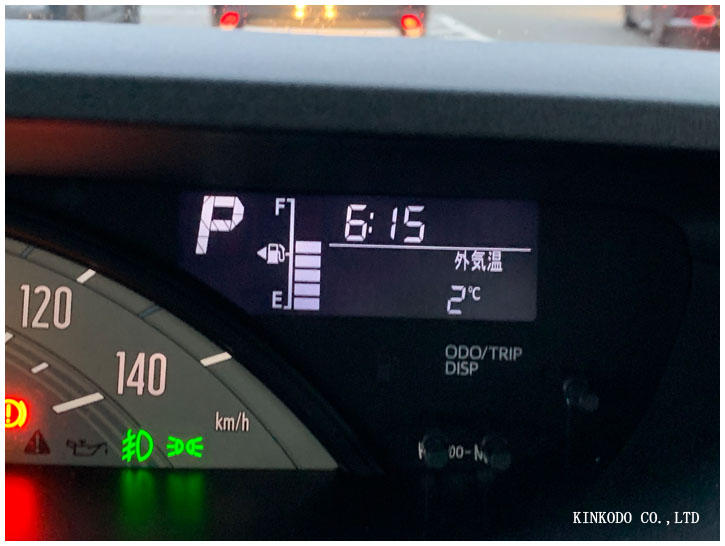 P
F
6:15
外気温
2℃
E
120
140
km/h
ODO/TRIP
DISP
KINKODO CO.,LTD